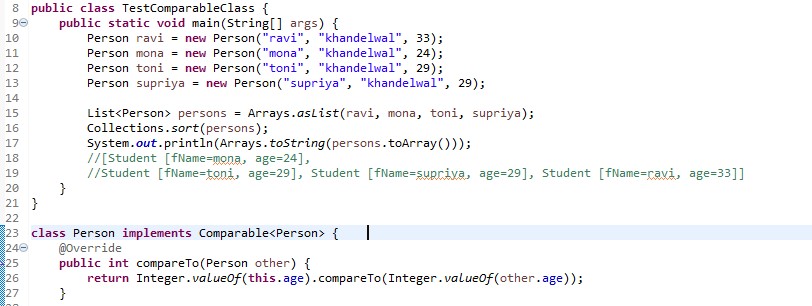 8 public class TestComparableClass {
9 public static void main(String[] args) {
10 Person ravi = new Person("ravi", "khandelwal", 33);
11 Person mona = new Person("mona", "khandelwal", 24);
12 Person toni = new Person("toni", "khandelwal", 29);
13 Person supriya = new Person("supriya", "khandelwal", 29);
14
15 List<Person> persons = Arrays.asList(ravi, mona, toni, supriya);
16 Collections.sort(persons);
17 System.out.println(Arrays.toString(persons.toArray()));
18 //[Student [fName=mona, age=24],
19 //Student [fName=toni, age=29], Student [fName=supriya, age=29], Student [fName=ravi, age=33]]
20 }
21 }
22
23 class Person implements Comparable<Person> {
24 @Override
25 public int compareTo(Person other) {
26 return Integer.valueOf(this.age).compareTo(Integer.valueOf(other.age));
27 }